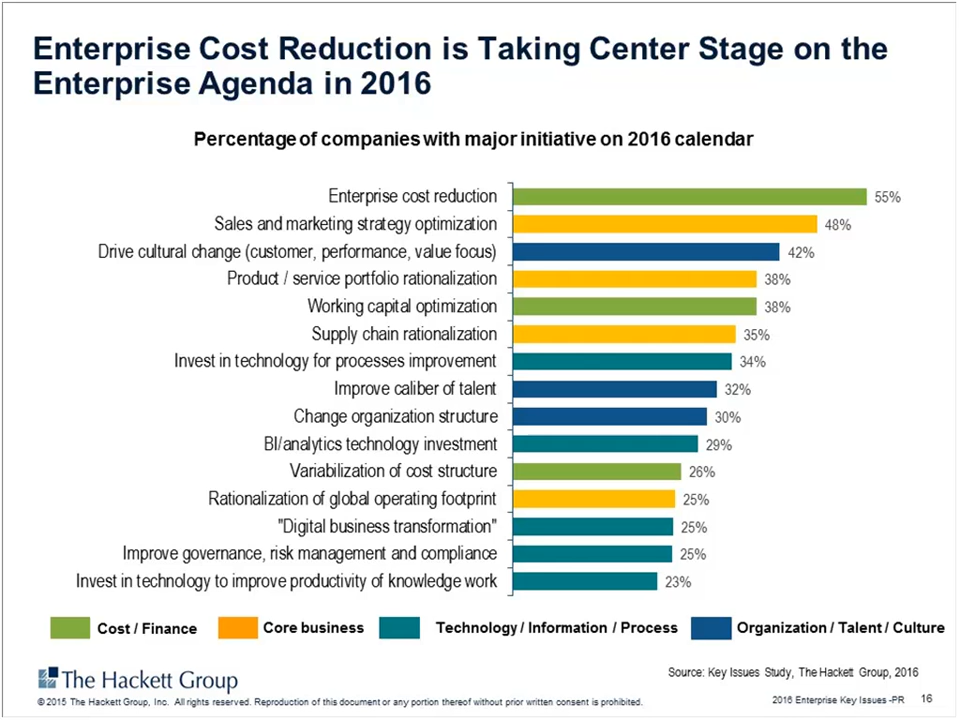 Enterprise Cost Reduction is Taking Center Stage on the
Enterprise Agenda in 2016
Percentage of companies with major initiative on 2016 calendar
Enterprise cost reduction 55%
Sales and marketing strategy optimization 48%
Drive cultural change (customer, performance, value focus) 42%
Product / service portfolio rationalization 38%
Working capital optimization 38%
Supply chain rationalization 35%
Invest in technology for processes improvement 34%
Improve caliber of talent 32%
Change organization structure 30%
BI/analytics technology investment 29%
Variabilization of cost structure 26%
Rationalization of global operating footprint 25%
"Digital business transformation" 25%
Improve governance, risk management and compliance 25%
Invest in technology to improve productivity of knowledge work 23%
Cost / Finance Core business Technology / Information / Process Organization / Talent / Culture
The Hackett Group
Source: Key Issues Study, The Hackett Group, 2016
© 2015 The Hackett Group, Inc. All rights reserved. Reproduction of this document or any portion thereof without prior written consent is prohibited.
2016 Enterprise Key Issues -PR 16